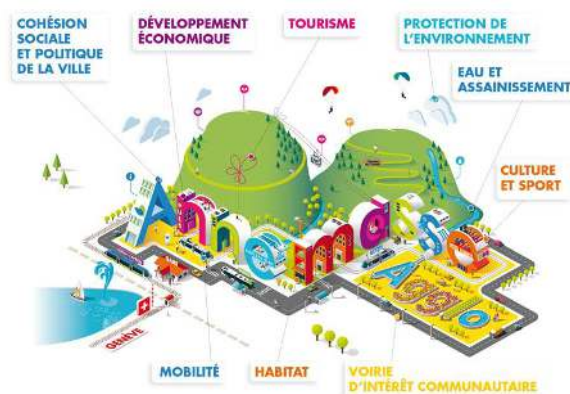 COHÉSION
SOCIALE
ET POLITIQUE
DE LA VILLE
DÉVELOPPEMENT
ÉCONOMIQUE
TOURISME
PROTECTION DE
L'ENVIRONNEMENT
EAU ET
ASSAINISSEMENT
CULTURE
ET SPORT
Annemasse
Agglo
GENÈVE
MOBILITÉ
HABITAT
VOIRIE
D'INTÉRÊT COMMUNAUTAIRE